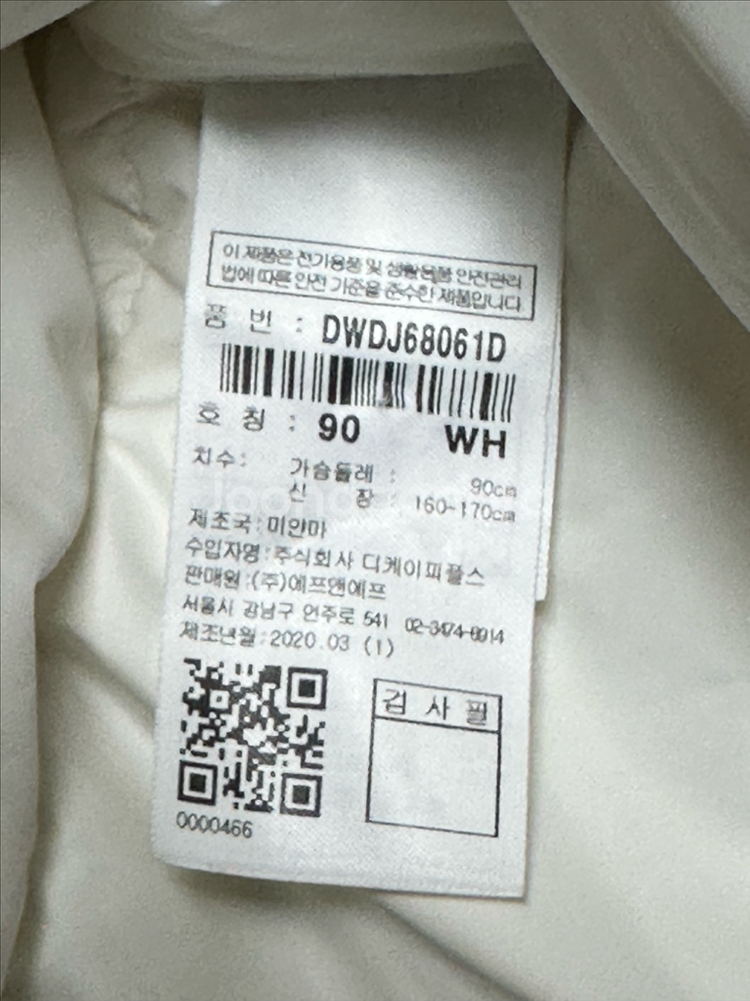 이 제품은 전기용품 및 생활용품 안전관리
법에 따른 안전 기준을 준수한 제품입니다.
품 번 : DWDJ68061D
호 칭 : 90 WH
치수: 가슴둘레 : 90cm
신 장 : 160~170cm
제조국:미얀마
수입자명:주식회사 디케이피플스
판매원:(주)에프앤에프
서울시 강남구 언주로 541 02-3474-6914
제조년월:2020.03 (1)
검 사 필
0000466